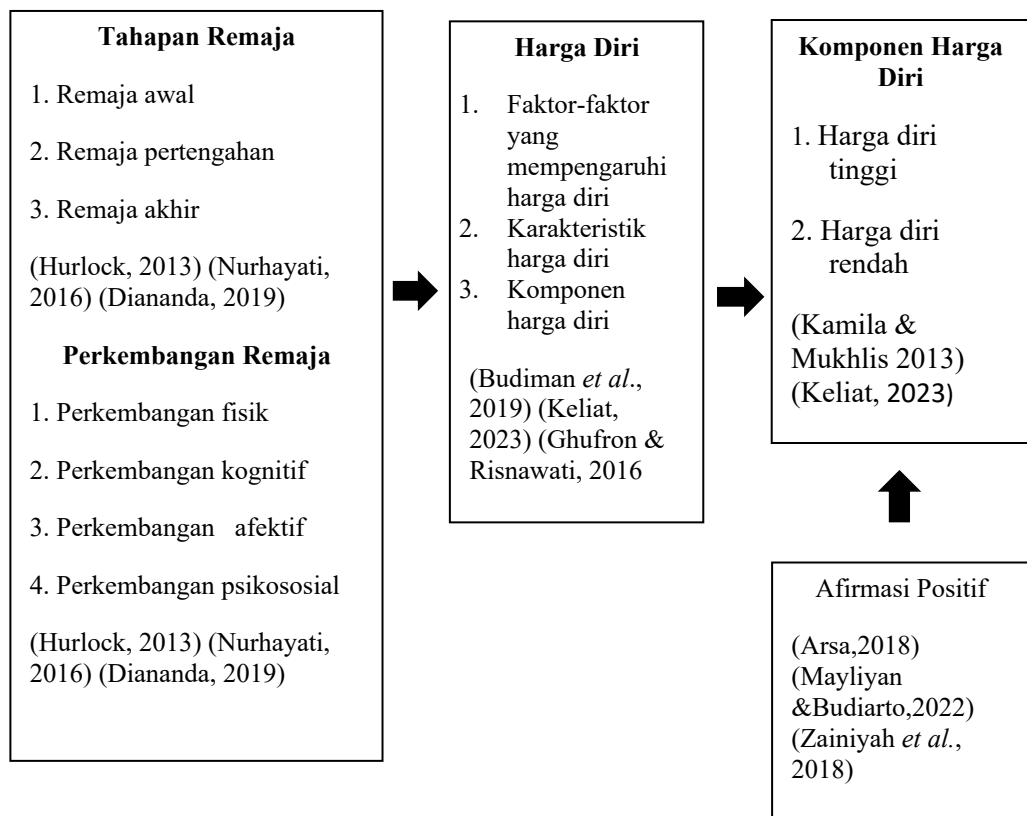 Tahapan Remaja
1. Remaja awal
2. Remaja pertengahan
3. Remaja akhir
(Hurlock, 2013) (Nurhayati,
2016) (Diananda, 2019)
Perkembangan Remaja
1. Perkembangan fisik
2. Perkembangan kognitif
3. Perkembangan afektif
4. Perkembangan psikososial
(Hurlock, 2013) (Nurhayati,
2016) (Diananda, 2019)
Harga Diri
1. Faktor-faktor
yang
mempengaruhi
harga diri
2. Karakteristik
harga diri
3. Komponen
harga diri
(Budiman et al.,
2019) (Keliat,
2023) (Ghufron &
Risnawati, 2016
Komponen Harga
Diri
1. Harga diri
tinggi
2. Harga diri
rendah
(Kamila &
Mukhlis 2013)
(Keliat, 2023)
Afirmasi Positif
(Arsa,2018)
(Mayliyan
&Budiarto,2022)
(Zainiyah et al.,
2018)